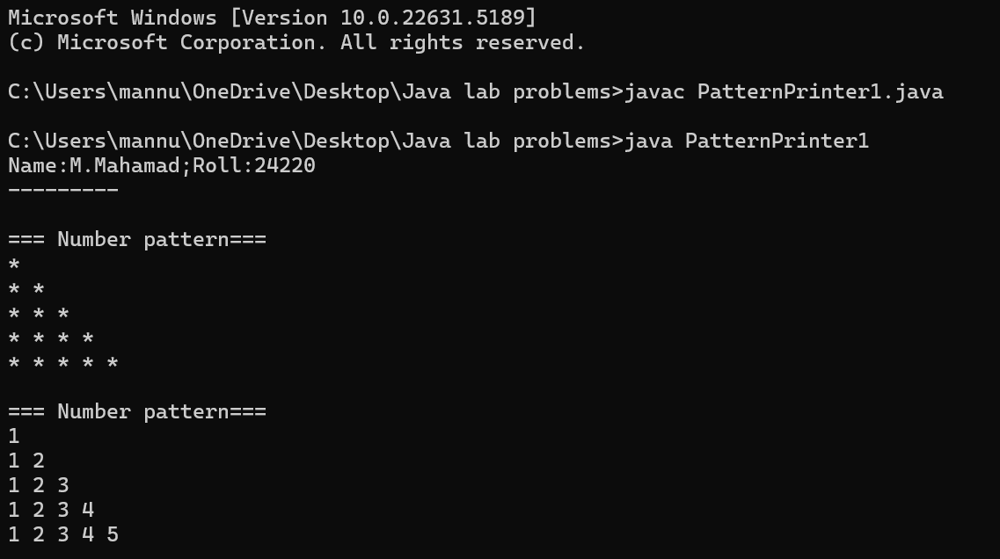 Microsoft Windows [Version 10.0.22631.5189]
(c) Microsoft Corporation. All rights reserved.
C:\Users\mannu\OneDrive\Desktop\Java lab problems>javac PatternPrinter1.java
C:\Users\mannu\OneDrive\Desktop\Java lab problems>java PatternPrinter1
Name:M.Mahamad;Roll:24220
---------
=== Number pattern===
*
* *
* * *
* * * *
* * * * *
=== Number pattern===
1
1 2
1 2 3
1 2 3 4
1 2 3 4 5